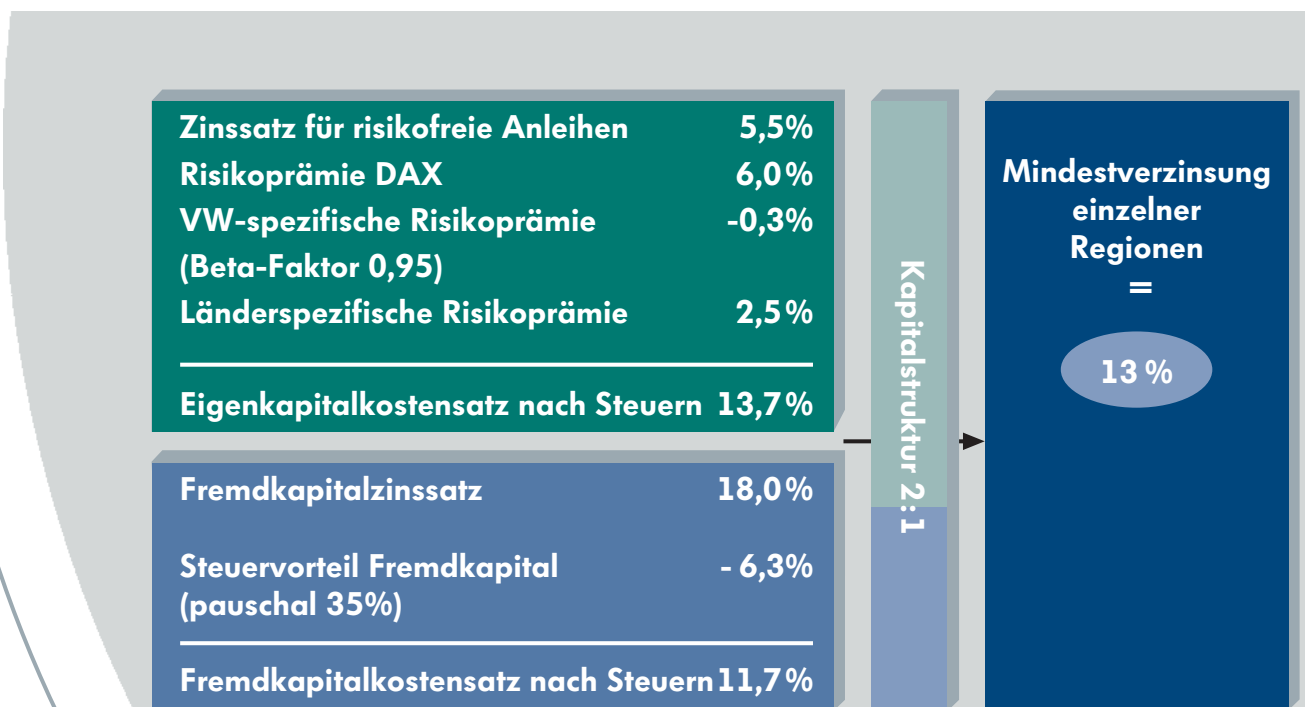 Zinssatz für risikofreie Anleihen 5,5%
Risikoprämie DAX 6,0%
VW-spezifische Risikoprämie -0,3%
(Beta-Faktor 0,95)
Länderspezifische Risikoprämie 2,5%
Eigenkapitalkostensatz nach Steuern 13,7%
Fremdkapitalzinssatz 18,0%
Steuervorteil Fremdkapital - 6,3%
(pauschal 35%)
Fremdkapitalkostensatz nach Steuern 11,7%
Kapitalstruktur 2:1
Mindestverzinsung
einzelner
Regionen
=
13 %